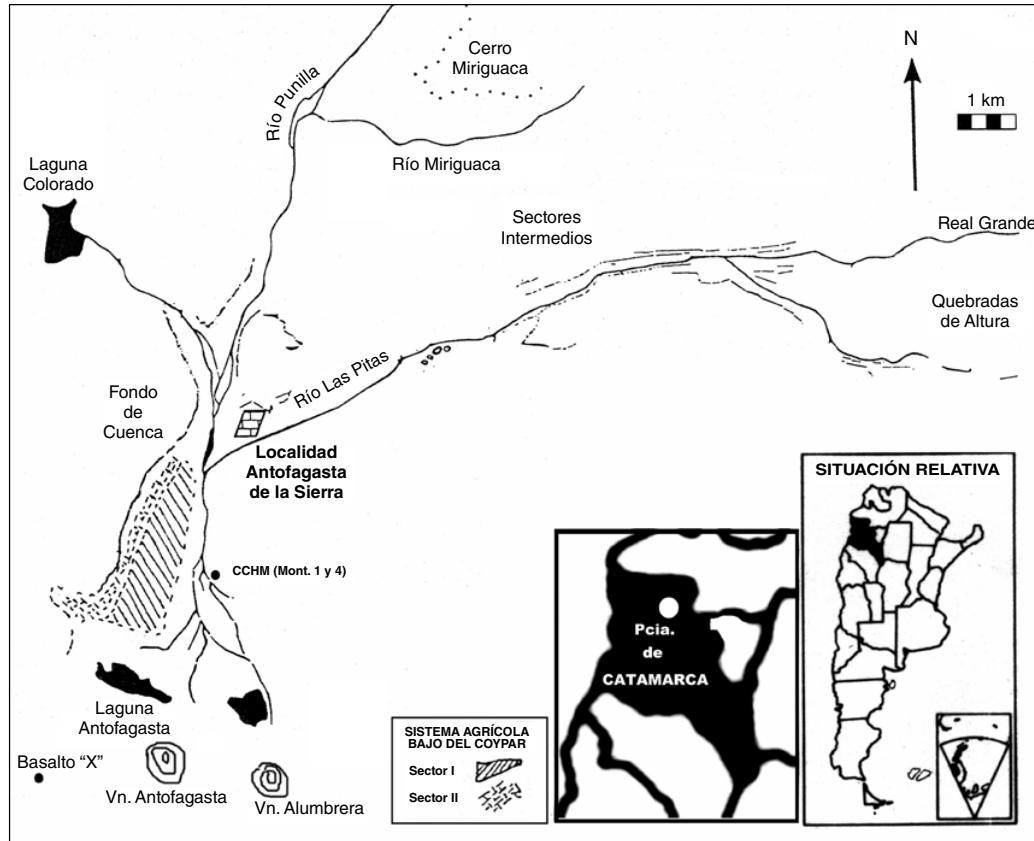 Cerro
Miriguaca
N
1 km
Río Punilla
Río Miriguaca
Laguna
Colorado
Sectores
Intermedios
Real Grande
Quebradas
de Altura
Río Las Pitas
Fondo
de
Cuenca
Localidad
Antofagasta
de la Sierra
CCHM (Mont. 1 y 4)
Laguna
Antofagasta
Basalto “X”
Vn. Antofagasta
Vn. Alumbrera
SISTEMA AGRÍCOLA
BAJO DEL COYPAR
Sector I
Sector II
Pcia.
de
CATAMARCA
SITUACIÓN RELATIVA